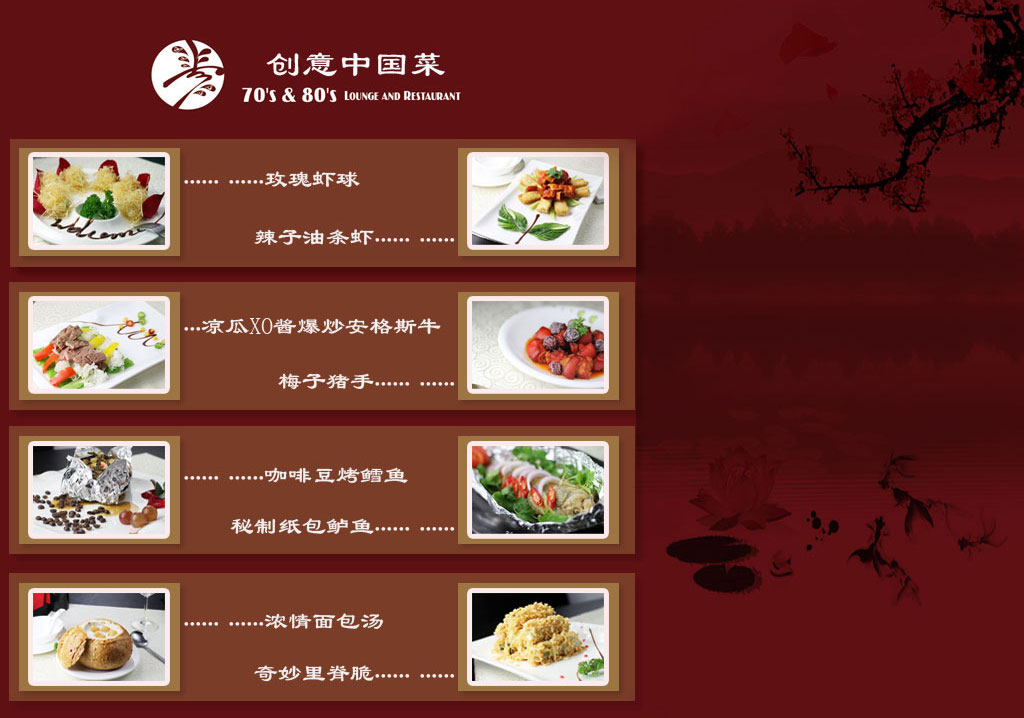 创意中国菜
70's & 80's LOUNGE AND RESTAURANT
...... ......玫瑰虾球
辣子油条虾...... ......
...凉瓜XO酱爆炒安格斯牛
梅子猪手...... ......
...... ......咖啡豆烤鳕鱼
秘制纸包鲈鱼...... ......
...... ......浓情面包汤
奇妙里脊脆...... ......
Welcome